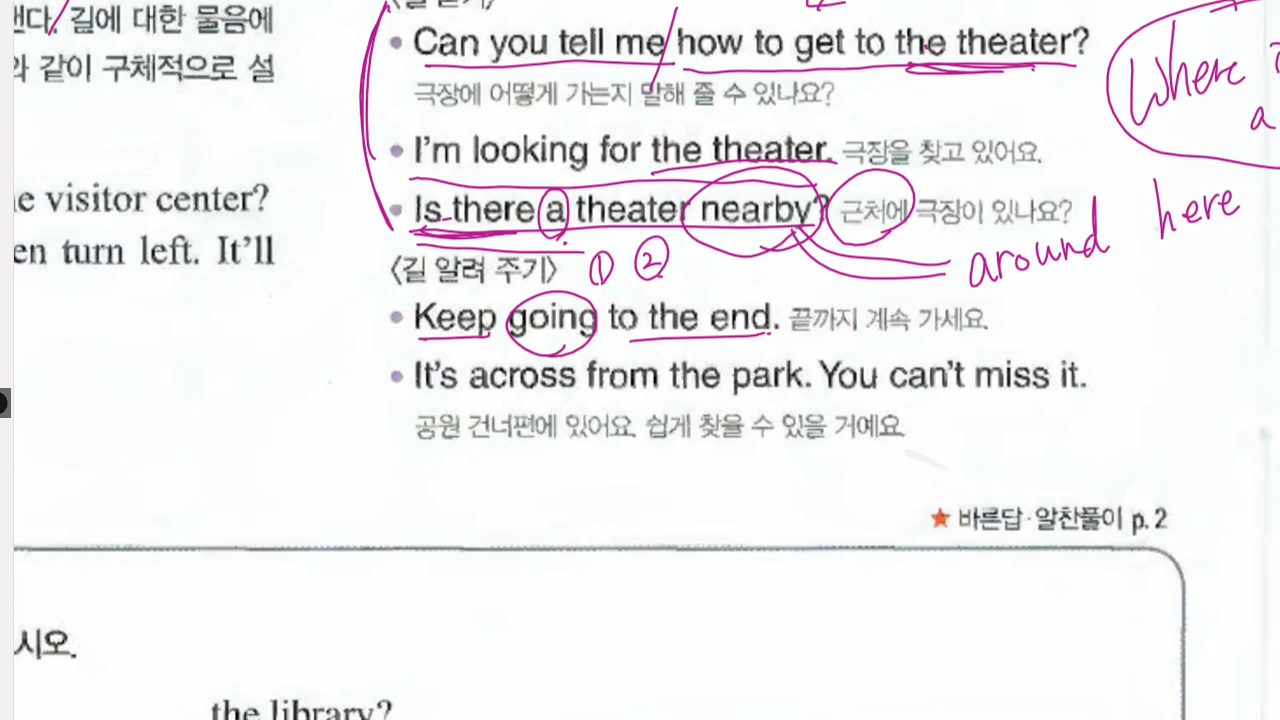 길에 대한 물음에
같이 구체적으로 설
visitor center?
turn left. It'll
• Can you tell me how to get to the theater?
극장에 어떻게 가는지 말해 줄 수 있나요?
Where
a
• I'm looking for the theater. 극장을 찾고 있어요.
• Is there a theater nearby? 근처에 극장이 있나요?
around here
〈길 알려 주기〉 ① ②
• Keep going to the end. 끝까지 계속 가세요.
• It's across from the park. You can't miss it.
공원 건너편에 있어요. 쉽게 찾을 수 있을 거예요.
★ 바른답·알찬풀이 p. 2
시오.
the library?